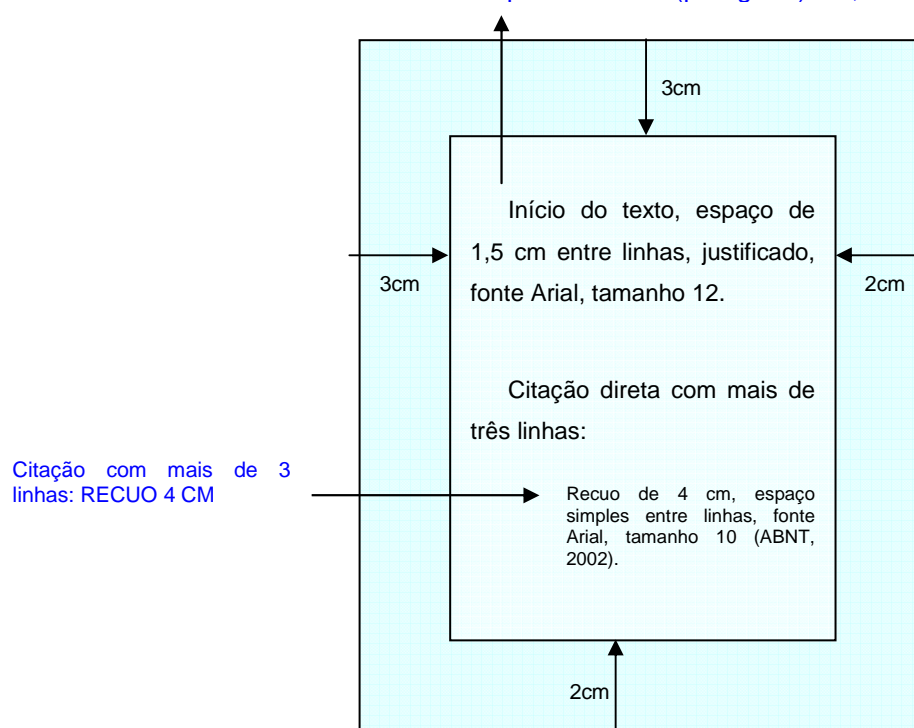 3cm
Início do texto, espaço de
1,5 cm entre linhas, justificado,
fonte Arial, tamanho 12.
3cm
2cm
Citação direta com mais de
três linhas:
Citação com mais de 3
linhas: RECUO 4 CM
Recuo de 4 cm, espaço
simples entre linhas, fonte
Arial, tamanho 10 (ABNT,
2002).
2cm